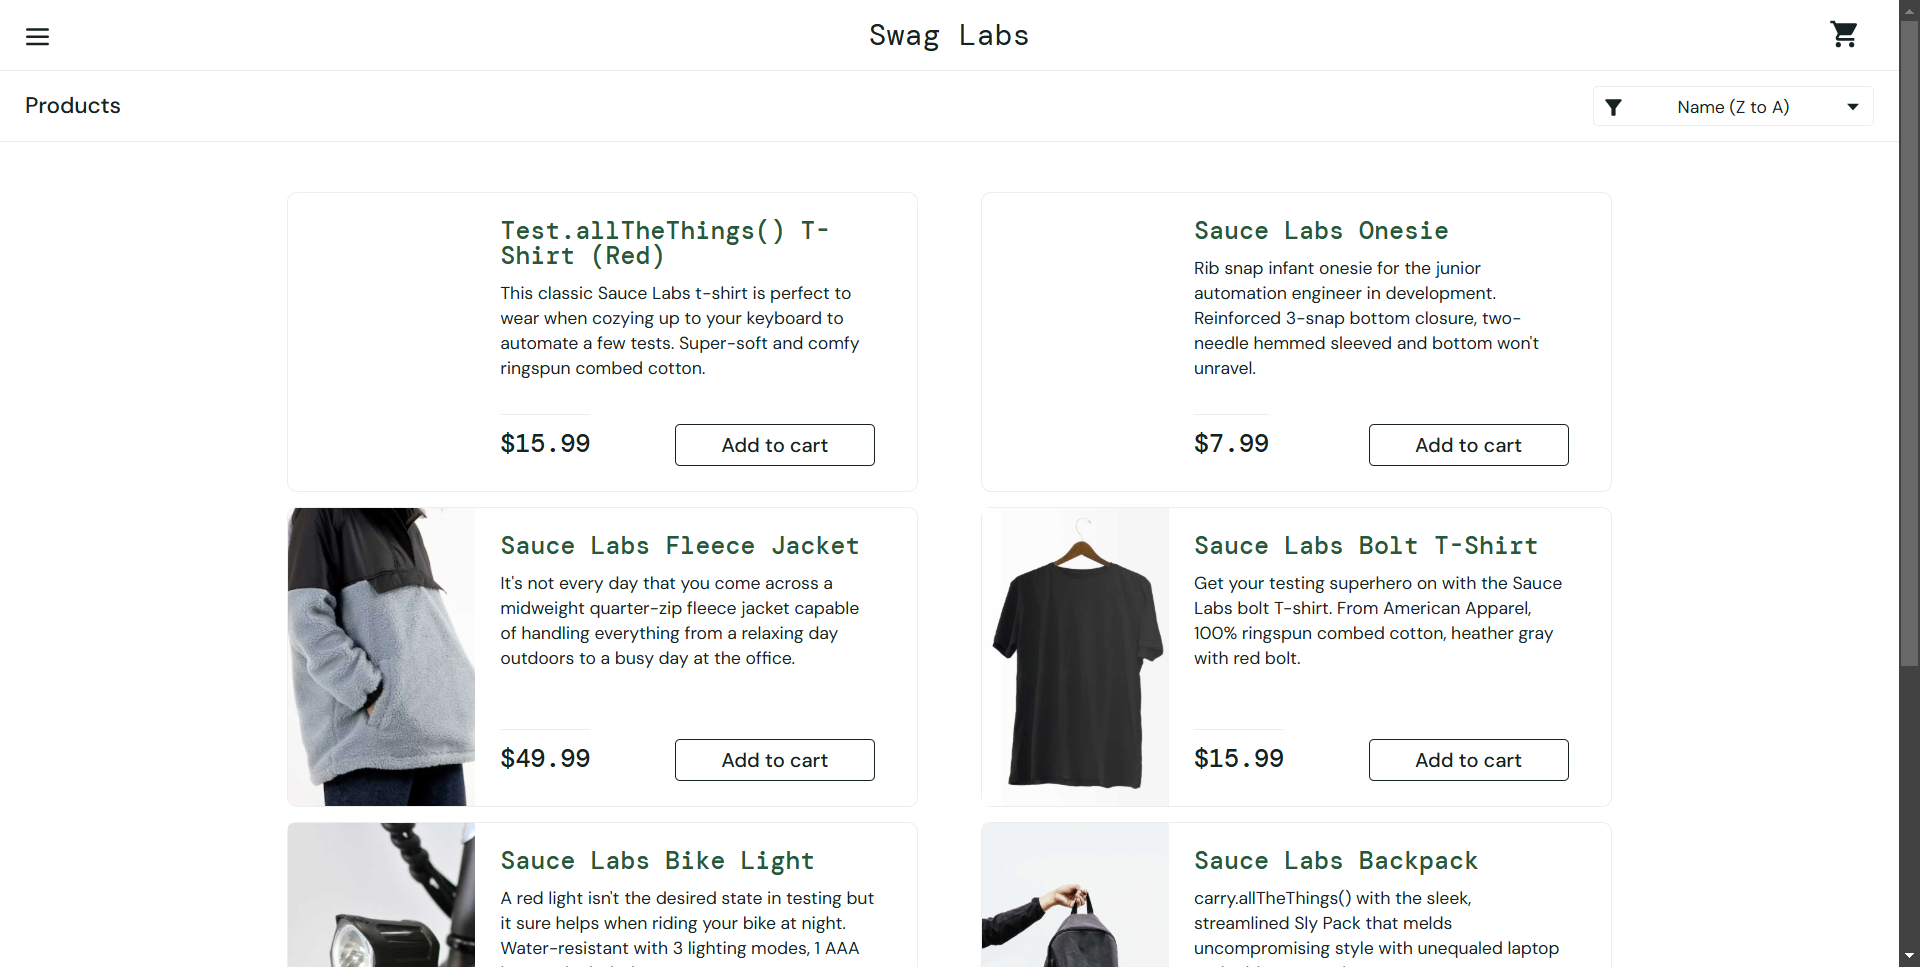 Swag Labs
Products
Name (Z to A)
Test.allTheThings() T-
Shirt (Red)
This classic Sauce Labs t-shirt is perfect to
wear when cozying up to your keyboard to
automate a few tests. Super-soft and comfy
ringspun combed cotton.
$15.99
Add to cart
Sauce Labs Onesie
Rib snap infant onesie for the junior
automation engineer in development.
Reinforced 3-snap bottom closure, two-
needle hemmed sleeved and bottom won't
unravel.
$7.99
Add to cart
Sauce Labs Fleece Jacket
It's not every day that you come across a
midweight quarter-zip fleece jacket capable
of handling everything from a relaxing day
outdoors to a busy day at the office.
$49.99
Add to cart
Sauce Labs Bolt T-Shirt
Get your testing superhero on with the Sauce
Labs bolt T-shirt. From American Apparel,
100% ringspun combed cotton, heather gray
with red bolt.
$15.99
Add to cart
Sauce Labs Bike Light
A red light isn't the desired state in testing but
it sure helps when riding your bike at night.
Water-resistant with 3 lighting modes, 1 AAA
Sauce Labs Backpack
carry.allTheThings() with the sleek,
streamlined Sly Pack that melds
uncompromising style with unequaled laptop